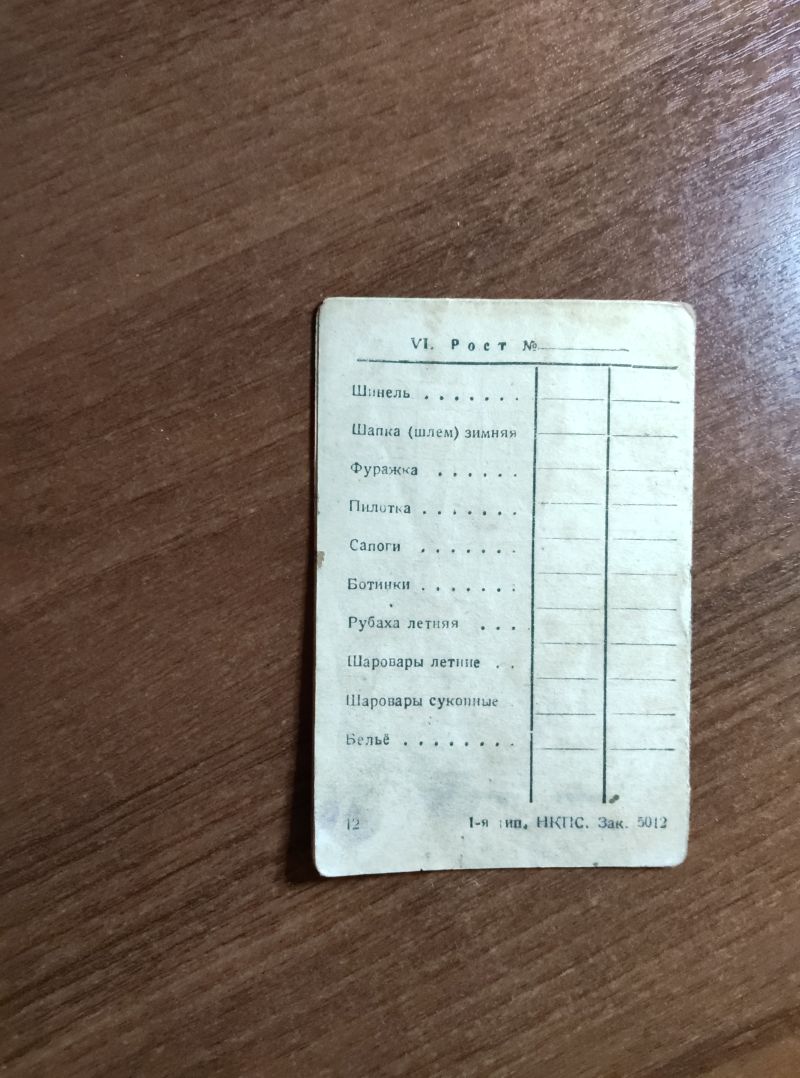 VI. Рост №
Шинель . . . . . . .
Шапка (шлем) зимняя
Фуражка . . . . . .
Пилотка . . . . . . .
Сапоги . . . . . . .
Ботинки . . . . . . .
Рубаха летняя . . .
Шаровары летние . .
Шаровары суконные
Бельё . . . . . . . .
12
1-я тип. НКПС. Зак. 5012